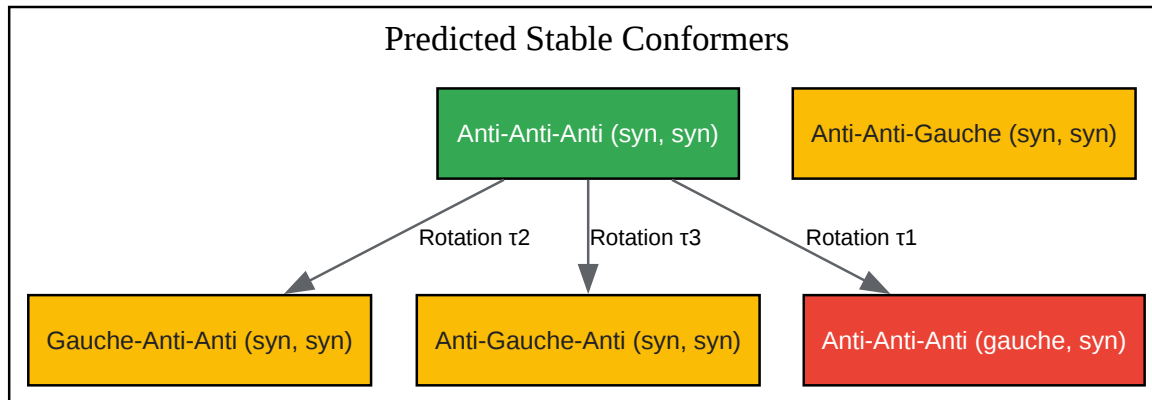 Predicted Stable Conformers
Anti-Anti-Anti (syn, syn)
Anti-Anti-Gauche (syn, syn)
Rotation τ2
Rotation τ3
Rotation τ1
Gauche-Anti-Anti (syn, syn)
Anti-Gauche-Anti (syn, syn)
Anti-Anti-Anti (gauche, syn)